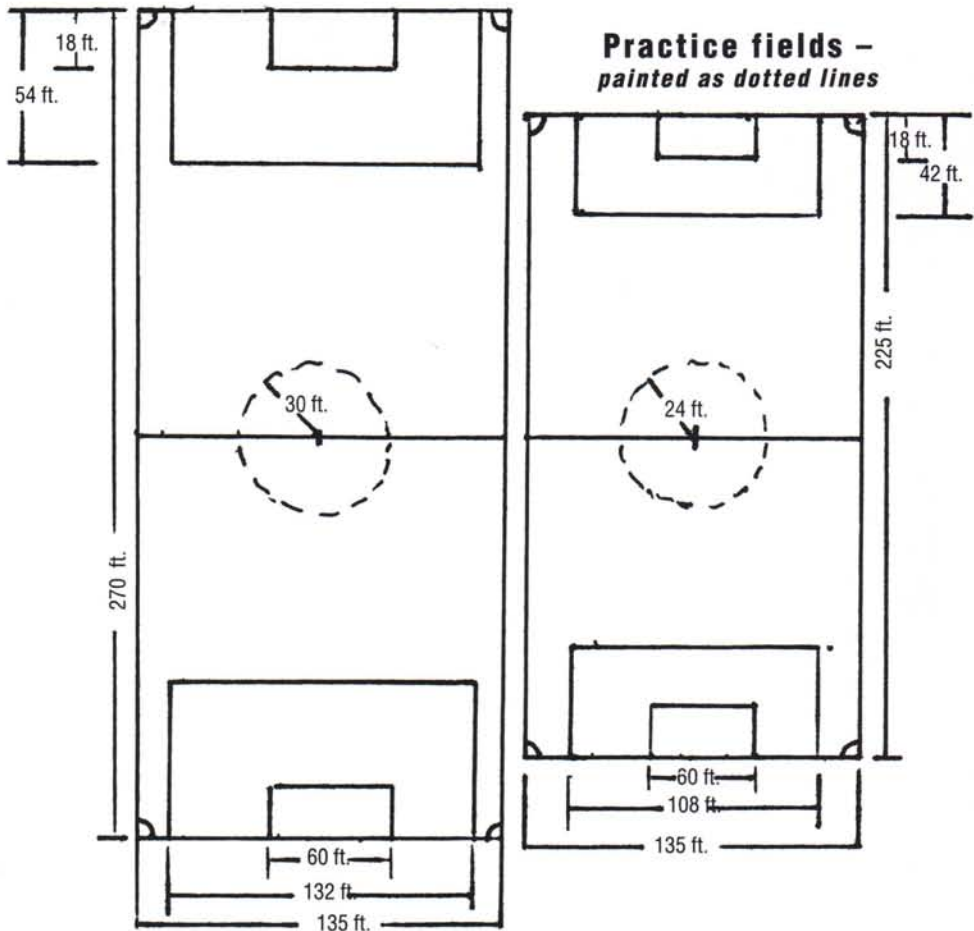 Practice fields –
painted as dotted lines
18 ft.
54 ft.
30 ft.
270 ft.
60 ft.
132 ft.
135 ft.
18 ft.
42 ft.
24 ft.
225 ft.
60 ft.
108 ft.
135 ft.